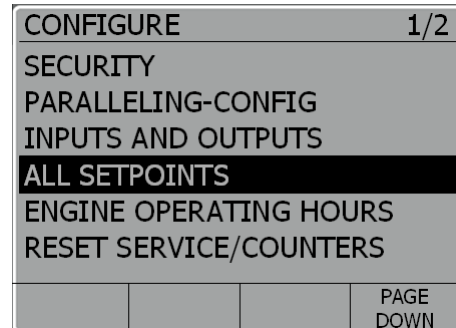 CONFIGURE 1/2
SECURITY
PARALLELING-CONFIG
INPUTS AND OUTPUTS
ALL SETPOINTS
ENGINE OPERATING HOURS
RESET SERVICE/COUNTERS
PAGE
DOWN